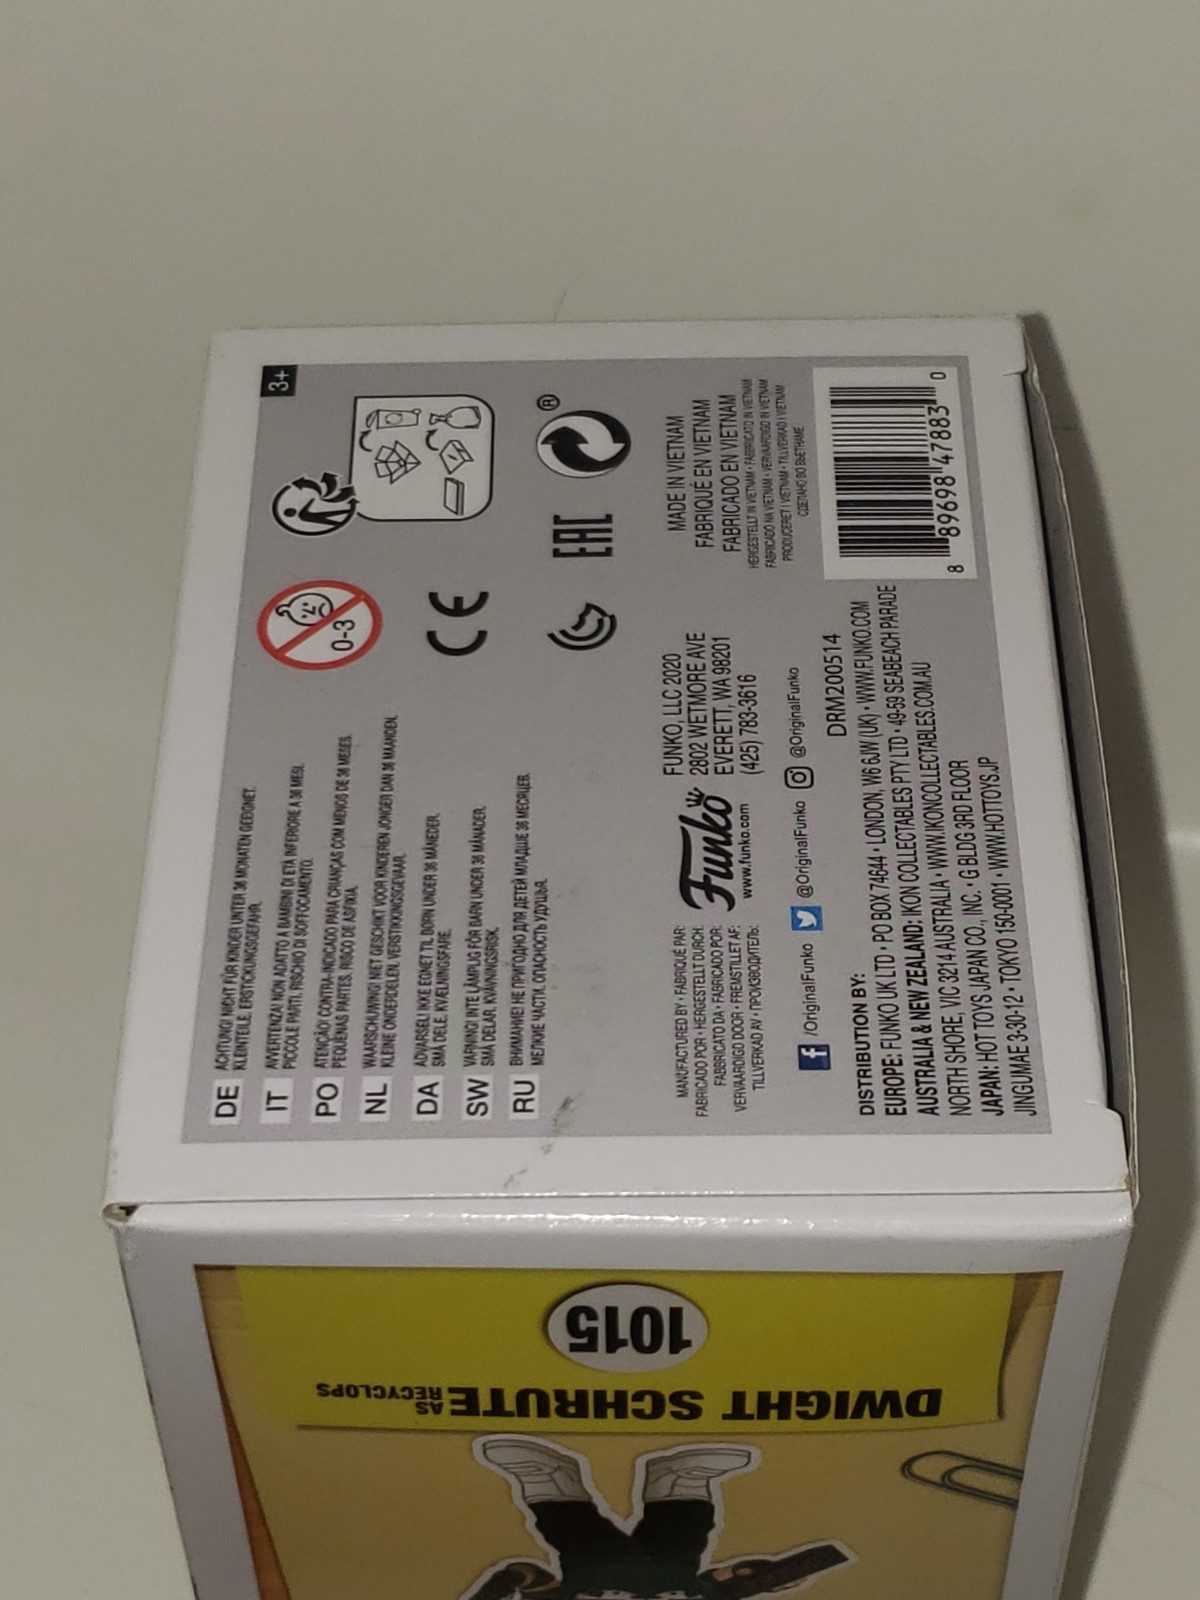 DE
ACHTUNG! NICHT FÜR KINDER UNTER 36 MONATEN GEEIGNET.
KLEINTEILE, ERSTICKUNGSGEFAHR.
IT
AVVERTENZA! NON ADATTO A BAMBINI DI ETÀ INFERIORE A 36 MESI.
PICCOLE PARTI, RISCHIO DI SOFFOCAMENTO.
PO
ATENÇÃO! CONTRA-INDICADO PARA CRIANÇAS COM MENOS DE 36 MESES.
PEQUENAS PARTES, RISCO DE ASFIXIA.
NL
WAARSCHUWING! NIET GESCHIKT VOOR KINDEREN JONGER DAN 36 MAANDEN.
KLEINE ONDERDELEN. VERSTIKKINGSGEVAAR.
DA
ADVARSEL! IKKE EGNET TIL BØRN UNDER 36 MÅNEDER.
SMÅ DELE, KVÆLNINGSFARE.
SW
VARNING! INTE LÄMPLIG FÖR BARN UNDER 36 MÅNADER.
SMÅ DELAR, KVÄVNINGSRISK.
RU
ВНИМАНИЕ! НЕ ПРИГОДНО ДЛЯ ДЕТЕЙ МЛАДШЕ 36 МЕСЯЦЕВ.
МЕЛКИЕ ЧАСТИ. ОПАСНОСТЬ УДУШЬЯ.
3+
0-3
CE
EAC
®
MANUFACTURED BY • FABRIQUÉ PAR:
FABRICADO POR • HERGESTELLT DURCH:
FABBRICATO DA • FABRICADO POR:
VERVAARDIGD DOOR • FREMSTILLET AF:
TILLVERKAD AV • ПРОИЗВОДИТЕЛЬ:
Funko
www.funko.com
FUNKO, LLC 2020
2802 WETMORE AVE
EVERETT, WA 98201
(425) 783-3616
MADE IN VIETNAM
FABRIQUÉ EN VIETNAM
FABRICADO EN VIETNAM
HERGESTELLT IN VIETNAM • FABBRICATO IN VIETNAM
FABRICADO NA VIETNAM • VERVAARDIGD IN VIETNAM
PRODUCERET I VIETNAM • TILLVERKAD I VIETNAM
СДЕЛАНО ВО ВЬЕТНАМЕ
f /OriginalFunko @OriginalFunko @OriginalFunko
DRM200514
DISTRIBUTION BY:
EUROPE: FUNKO UK LTD • PO BOX 74644 • LONDON, W6 6JW (UK) • WWW.FUNKO.COM
AUSTRALIA & NEW ZEALAND: IKON COLLECTABLES PTY LTD • 49-59 SEABEACH PARADE
NORTH SHORE, VIC 3214 AUSTRALIA • WWW.IKONCOLLECTABLES.COM.AU
JAPAN: HOT TOYS JAPAN CO., INC. • G BLDG 3RD FLOOR
JINGUMAE 3-30-12 • TOKYO 150-0001 • WWW.HOTTOYS.JP
8 89698 47883 0
1015
DWIGHT SCHRUTE AS
RECYCLOPS